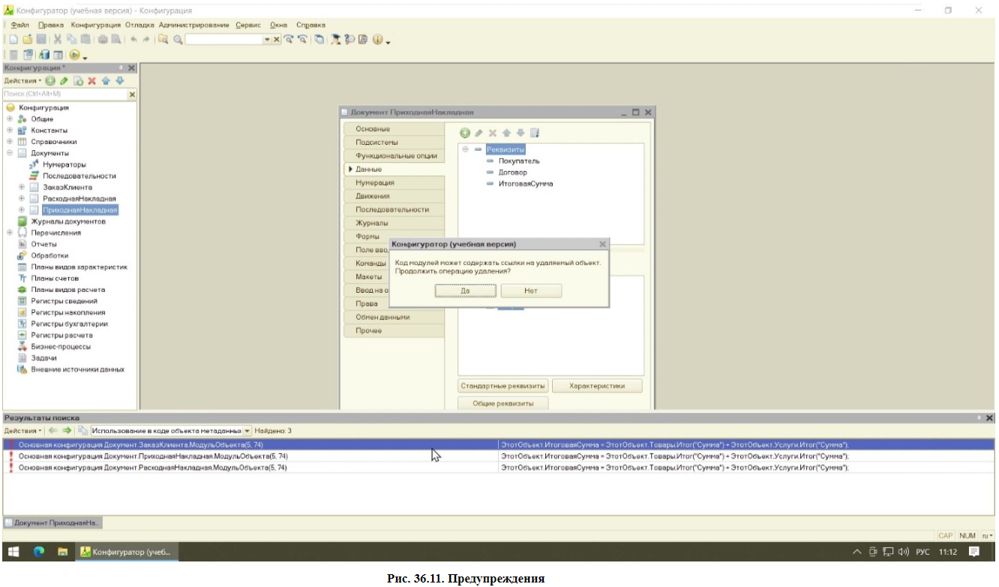 Конфигуратор (учебная версия) - Конфигурация
Файл Правка Конфигурация Отладка Администрирование Сервис Окна Справка
Конфигурация *
Действия
Поиск (Ctrl+Alt+M)
Конфигурация
Общие
Константы
Справочники
Документы
Нумераторы
Последовательности
ЗаказКлиента
РасходнаяНакладная
ПриходнаяНакладная
Журналы документов
Перечисления
Отчеты
Обработки
Планы видов характеристик
Планы счетов
Планы видов расчета
Регистры сведений
Регистры накопления
Регистры бухгалтерии
Регистры расчета
Бизнес-процессы
Задачи
Внешние источники данных
Документ ПриходнаяНакладная
Основные
Подсистемы
Функциональные опции
Данные
Нумерация
Движения
Последовательности
Журналы
Формы
Поле вво
Команды
Макеты
Ввод на о
Права
Обмен данными
Прочее
Реквизиты
Покупатель
Договор
ИтоговаяСумма
Конфигуратор (учебная версия)
Код модулей может содержать ссылки на удаляемый объект.
Продолжить операцию удаления?
Да Нет
Стандартные реквизиты Характеристики
Общие реквизиты
Результаты поиска
Действия Использование в коде объекта метаданных Найдено: 3
Основная конфигурация Документ.ЗаказКлиента.МодульОбъекта(5, 74) ЭтотОбъект.ИтоговаяСумма = ЭтотОбъект.Товары.Итог("Сумма") + ЭтотОбъект.Услуги.Итог("Сумма");
Основная конфигурация Документ.ПриходнаяНакладная.МодульОбъекта(5, 74) ЭтотОбъект.ИтоговаяСумма = ЭтотОбъект.Товары.Итог("Сумма") + ЭтотОбъект.Услуги.Итог("Сумма");
Основная конфигурация Документ.РасходнаяНакладная.МодульОбъекта(5, 74) ЭтотОбъект.ИтоговаяСумма = ЭтотОбъект.Товары.Итог("Сумма") + ЭтотОбъект.Услуги.Итог("Сумма");
Документ ПриходнаяНа...
CAP NUM ru
Конфигуратор (учеб... РУС 11:12
Рис. 36.11. Предупреждения